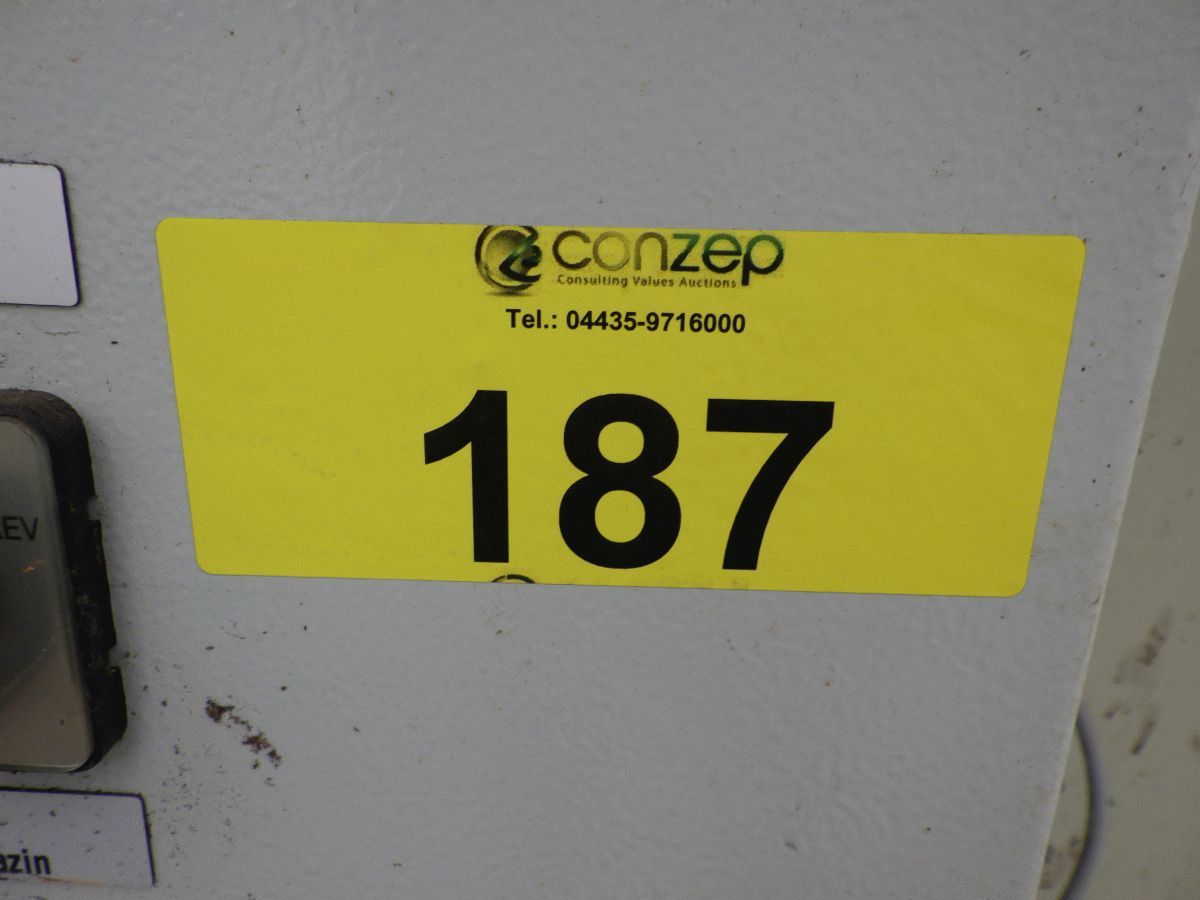 conzep
Consulting Values Auctions
Tel.: 04435-9716000
187
EV
azin